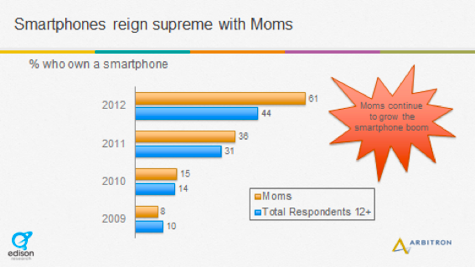 Smartphones reign supreme with Moms
% who own a smartphone
2012
61
44
2011
36
31
2010
15
14
2009
8
10
Moms continue
to grow the
smartphone boom
Moms
Total Respondents 12+
edison
ARBITRON